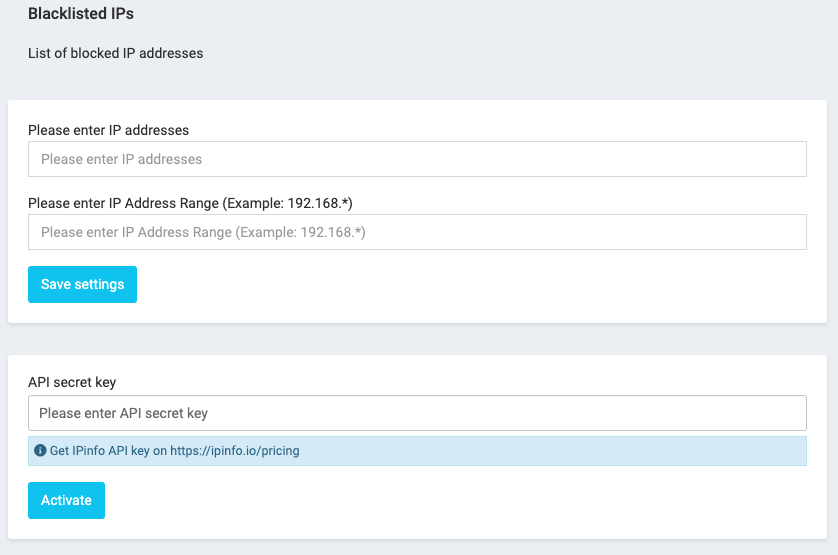 Blacklisted IPs
List of blocked IP addresses
Please enter IP addresses
Please enter IP addresses
Please enter IP Address Range (Example: 192.168.*)
Please enter IP Address Range (Example: 192.168.*)
Save settings
API secret key
Please enter API secret key
Get IPinfo API key on https://ipinfo.io/pricing
Activate